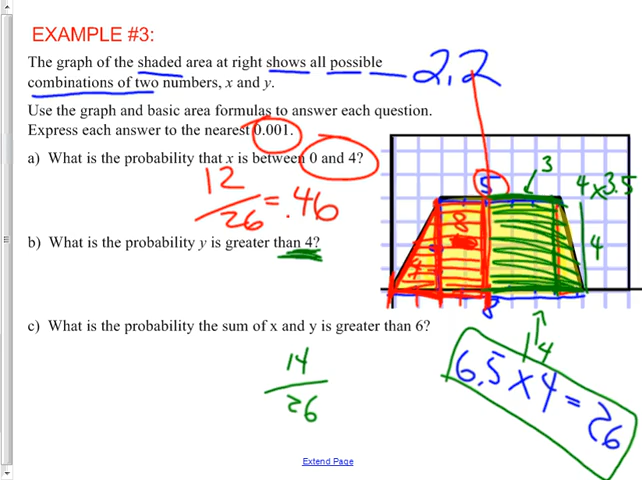 EXAMPLE #3:
The graph of the shaded area at right shows all possible
combinations of two numbers, x and y.
2,2
Use the graph and basic area formulas to answer each question.
Express each answer to the nearest 0.001.
a) What is the probability that x is between 0 and 4?
12
26
= .46
3
5
4 x 3.5
8
4
4
b) What is the probability y is greater than 4?
8
c) What is the probability the sum of x and y is greater than 6?
14
26
14
6.5 x 4 = 26
Extend Page